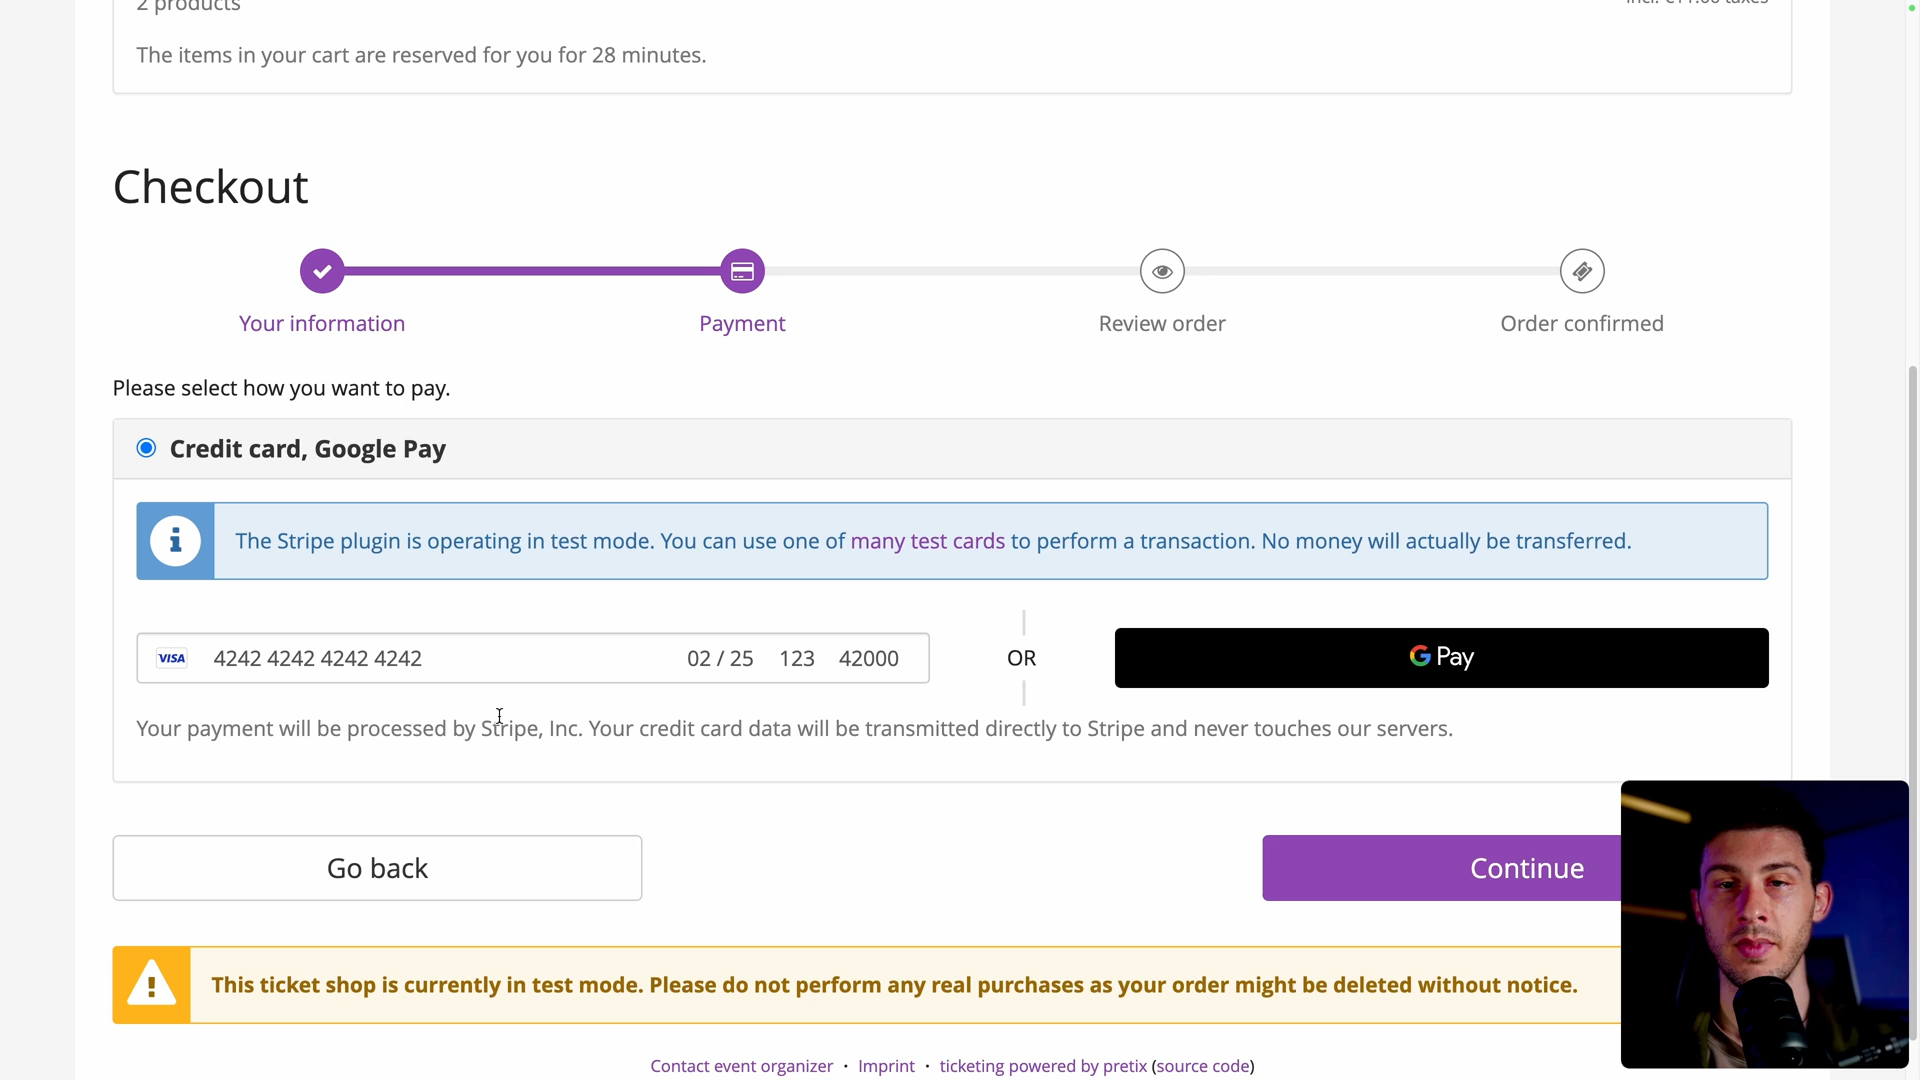 2 products
The items in your cart are reserved for you for 28 minutes.
Checkout
Your information
Payment
Review order
Order confirmed
Please select how you want to pay.
Credit card, Google Pay
The Stripe plugin is operating in test mode. You can use one of many test cards to perform a transaction. No money will actually be transferred.
VISA 4242 4242 4242 4242 02 / 25 123 42000
OR
G Pay
Your payment will be processed by Stripe, Inc. Your credit card data will be transmitted directly to Stripe and never touches our servers.
Go back
Continue
This ticket shop is currently in test mode. Please do not perform any real purchases as your order might be deleted without notice.
Contact event organizer · Imprint · ticketing powered by pretix (source code)